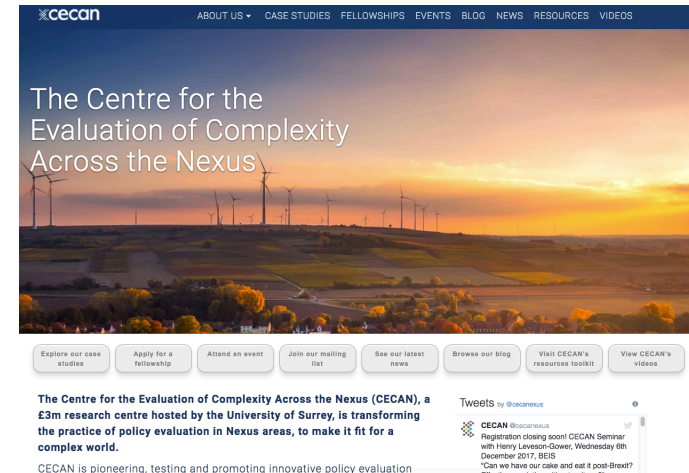 cecan
ABOUT US CASE STUDIES FELLOWSHIPS EVENTS BLOG NEWS RESOURCES VIDEOS
The Centre for the
Evaluation of Complexity
Across the Nexus
Explore our case
studies
Apply for a
fellowship
Attend an event
Join our mailing
list
See our latest
news
Browse our blog
Visit CECAN's
resources toolkit
View CECAN's
videos
The Centre for the Evaluation of Complexity Across the Nexus (CECAN), a
£3m research centre hosted by the University of Surrey, is transforming
the practice of policy evaluation in Nexus areas, to make it fit for a
complex world.
CECAN is pioneering, testing and promoting innovative policy evaluation
Tweets by @cecanexus
CECAN @cecanexus
Registration closing soon! CECAN Seminar
with Henry Leveson-Gower, Wednesday 6th
December 2017, BEIS
"Can we have our cake and eat it post-Brexit?